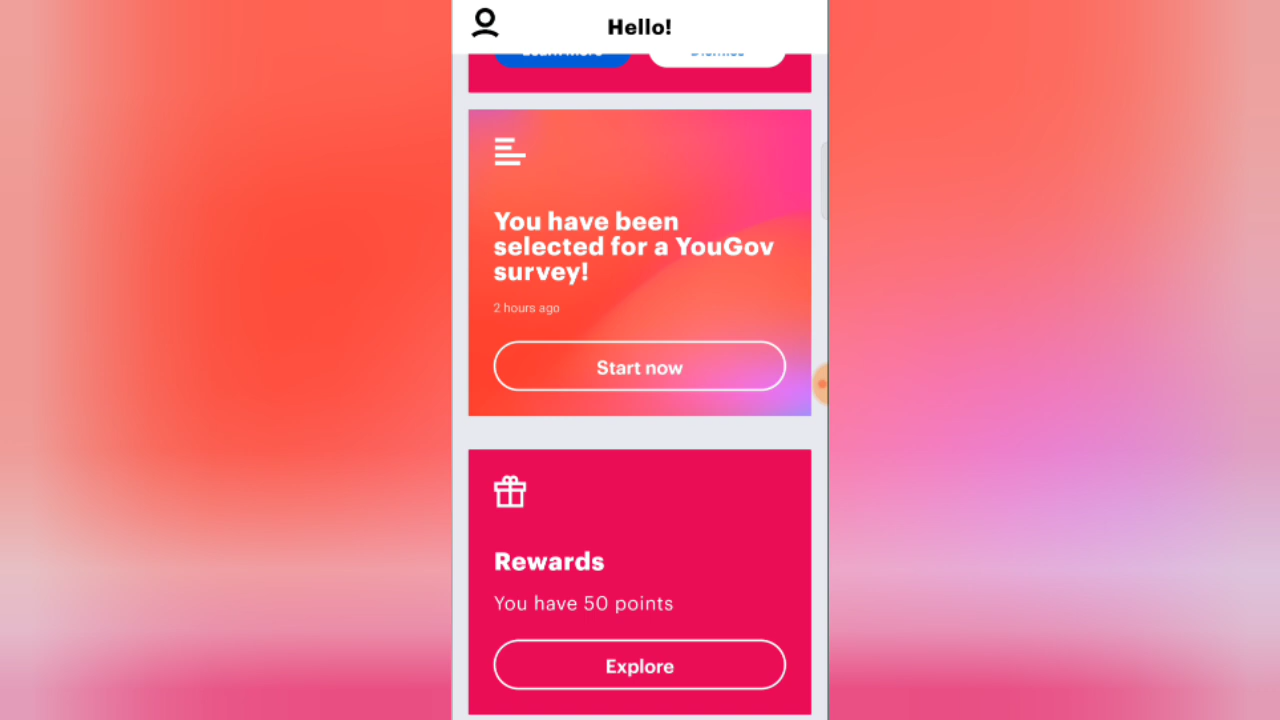 Hello!
You have been
selected for a YouGov
survey!
2 hours ago
Start now
Rewards
You have 50 points
Explore